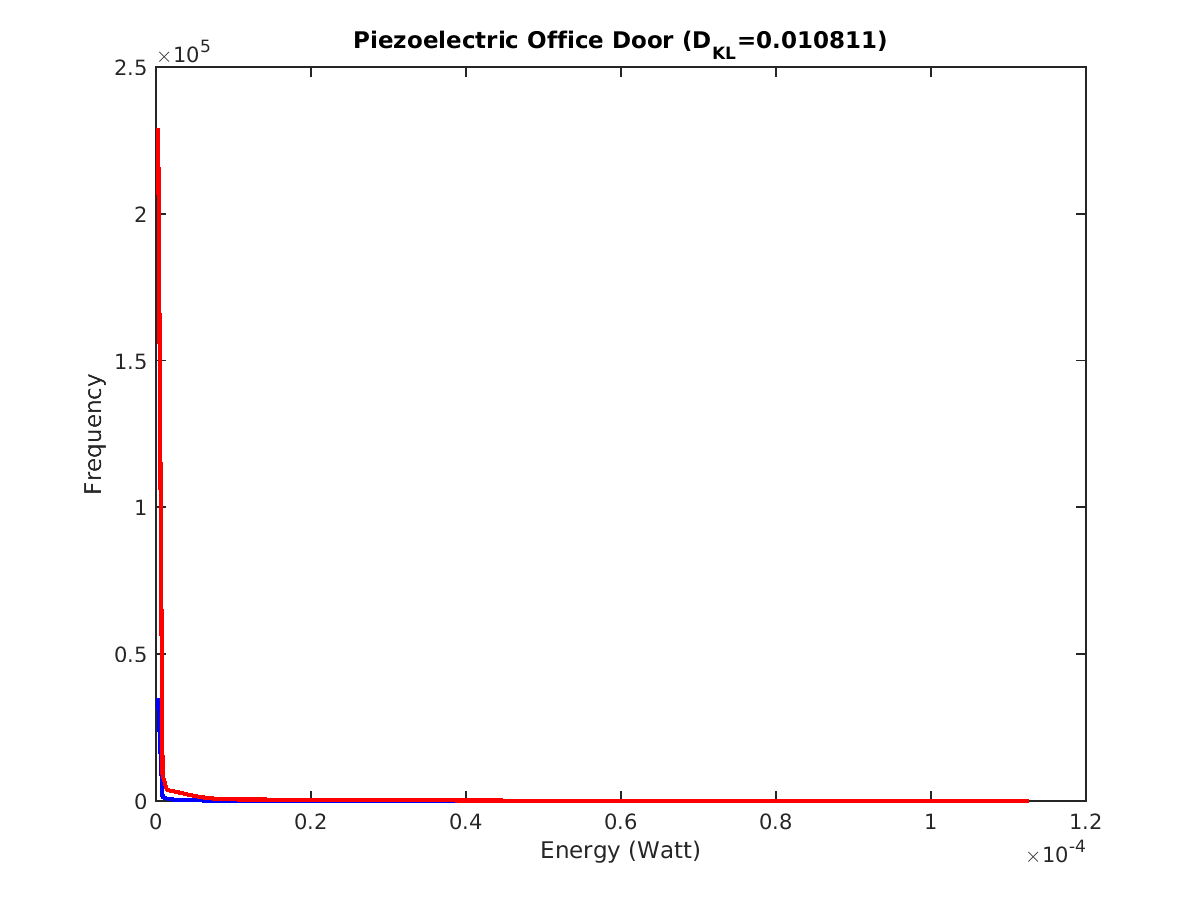 Piezoelectric Office Door (D_KL=0.010811)
×10^5
2.5
2
1.5
1
0.5
0
Frequency
0 0.2 0.4 0.6 0.8 1 1.2
Energy (Watt)
×10^-4